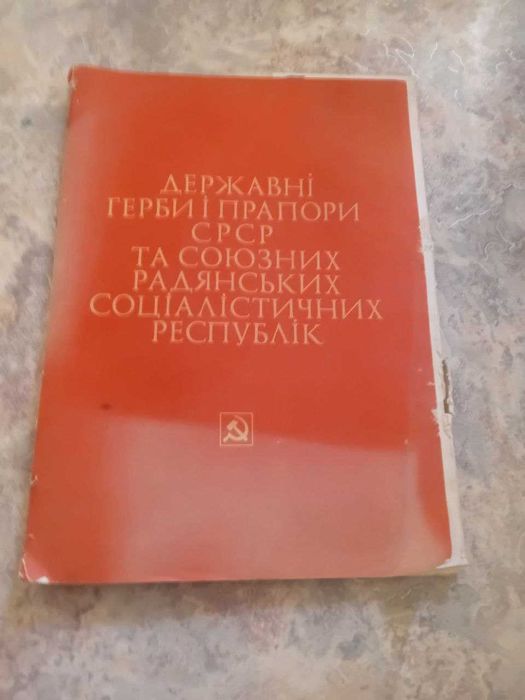 ДЕРЖАВНІ
ГЕРБИ І ПРАПОРИ
СРСР
ТА СОЮЗНИХ
РАДЯНСЬКИХ
СОЦІАЛІСТИЧНИХ
РЕСПУБЛІК